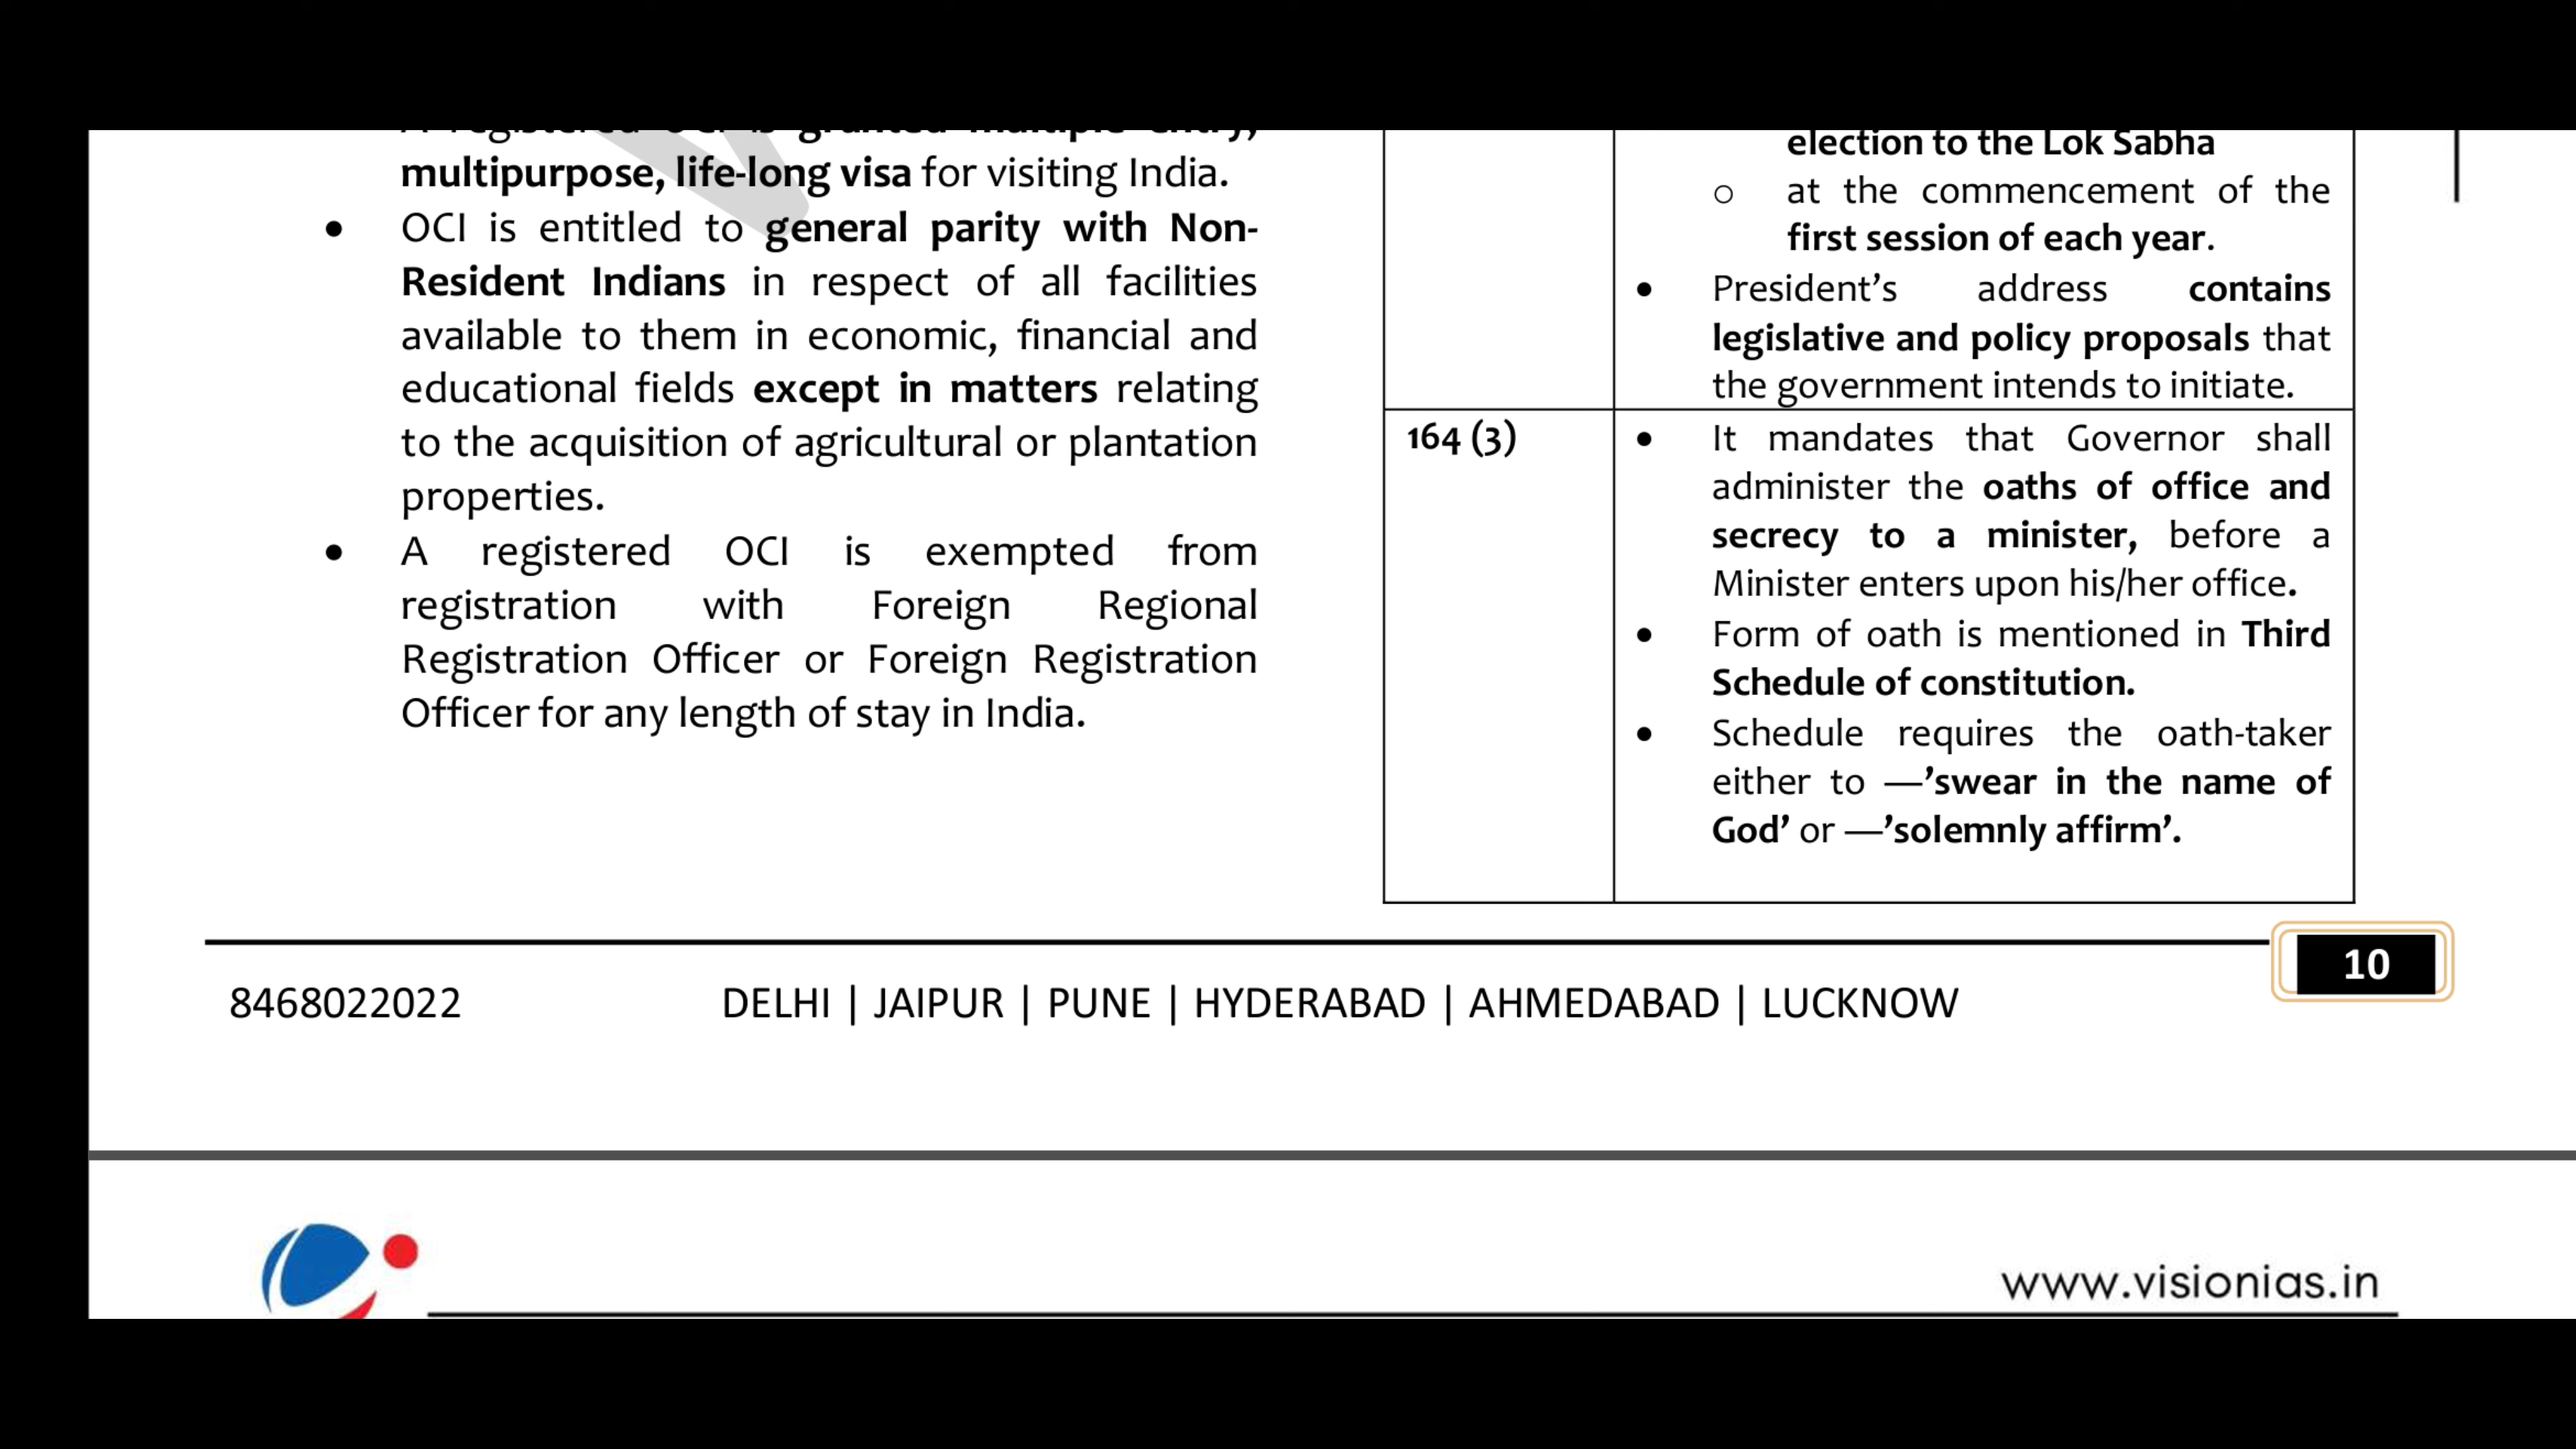 A registered OCI is granted multiple entry,
multipurpose, life-long visa for visiting India.
• OCI is entitled to general parity with Non-
Resident Indians in respect of all facilities
available to them in economic, financial and
educational fields except in matters relating
to the acquisition of agricultural or plantation
properties.
• A registered OCI is exempted from
registration with Foreign Regional
Registration Officer or Foreign Registration
Officer for any length of stay in India.
election to the Lok Sabha
o at the commencement of the
first session of each year.
• President’s address contains
legislative and policy proposals that
the government intends to initiate.
164 (3)
• It mandates that Governor shall
administer the oaths of office and
secrecy to a minister, before a
Minister enters upon his/her office.
• Form of oath is mentioned in Third
Schedule of constitution.
• Schedule requires the oath-taker
either to —’swear in the name of
God’ or —’solemnly affirm’.
10
8468022022 DELHI | JAIPUR | PUNE | HYDERABAD | AHMEDABAD | LUCKNOW
www.visionias.in